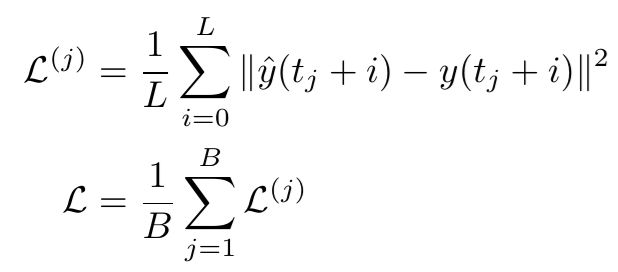 \mathcal{L}^{(j)} = \frac{1}{L} \sum_{i=0}^{L} \| \hat{y}(t_j + i) - y(t_j + i) \|^2
\mathcal{L} = \frac{1}{B} \sum_{j=1}^{B} \mathcal{L}^{(j)}